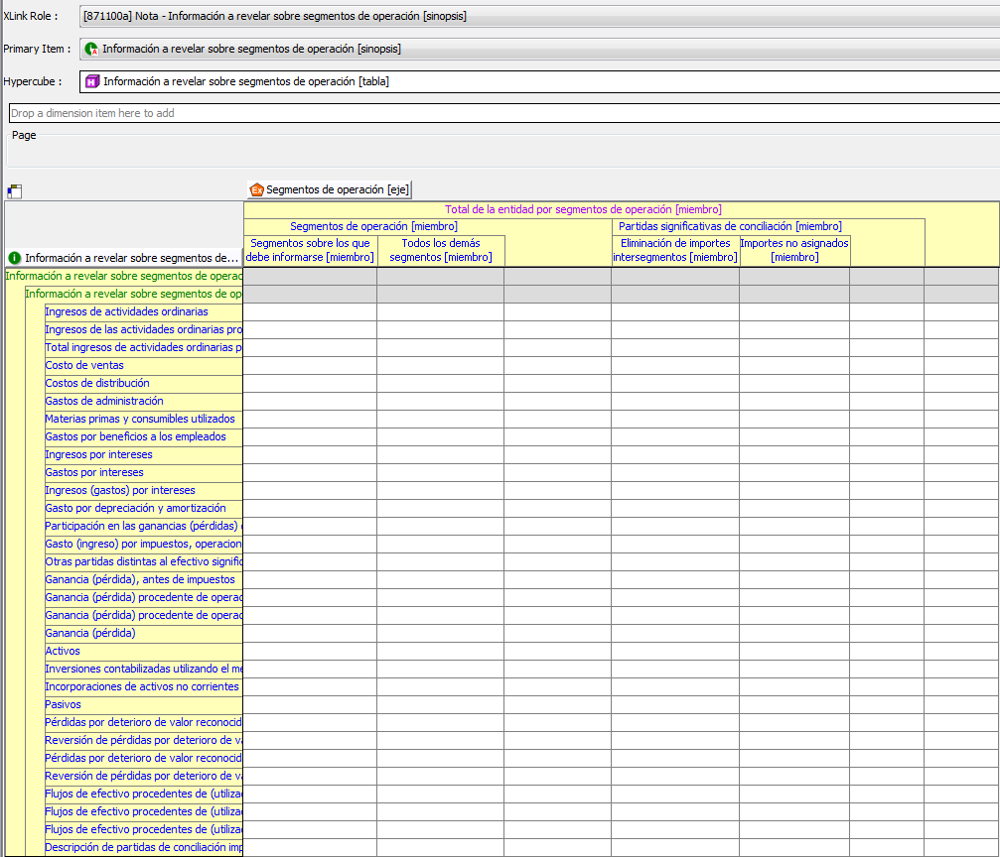 XLink Role : [871100a] Nota - Información a revelar sobre segmentos de operación [sinopsis]
Primary Item : Información a revelar sobre segmentos de operación [sinopsis]
Hypercube : Información a revelar sobre segmentos de operación [tabla]
Drop a dimension item here to add
Page
Segmentos de operación [eje]
Total de la entidad por segmentos de operación [miembro]
Segmentos de operación [miembro] Partidas significativas de conciliación [miembro]
Segmentos sobre los que Todos los demás Eliminación de importes Importes no asignados
debe informarse [miembro] segmentos [miembro] intersegmentos [miembro] [miembro]
Información a revelar sobre segmentos de...
Información a revelar sobre segmentos de operac
Información a revelar sobre segmentos de op
Ingresos de actividades ordinarias
Ingresos de las actividades ordinarias pro
Total ingresos de actividades ordinarias p
Costo de ventas
Costos de distribución
Gastos de administración
Materias primas y consumibles utilizados
Gastos por beneficios a los empleados
Ingresos por intereses
Gastos por intereses
Ingresos (gastos) por intereses
Gasto por depreciación y amortización
Participación en las ganancias (pérdidas)
Gasto (ingreso) por impuestos, operacion
Otras partidas distintas al efectivo signific
Ganancia (pérdida), antes de impuestos
Ganancia (pérdida) procedente de operac
Ganancia (pérdida) procedente de operac
Ganancia (pérdida)
Activos
Inversiones contabilizadas utilizando el mé
Incorporaciones de activos no corrientes
Pasivos
Pérdidas por deterioro de valor reconocid
Reversión de pérdidas por deterioro de va
Pérdidas por deterioro de valor reconocid
Reversión de pérdidas por deterioro de va
Flujos de efectivo procedentes de (utiliza
Flujos de efectivo procedentes de (utiliza
Flujos de efectivo procedentes de (utiliza
Descripción de partidas de conciliación imp